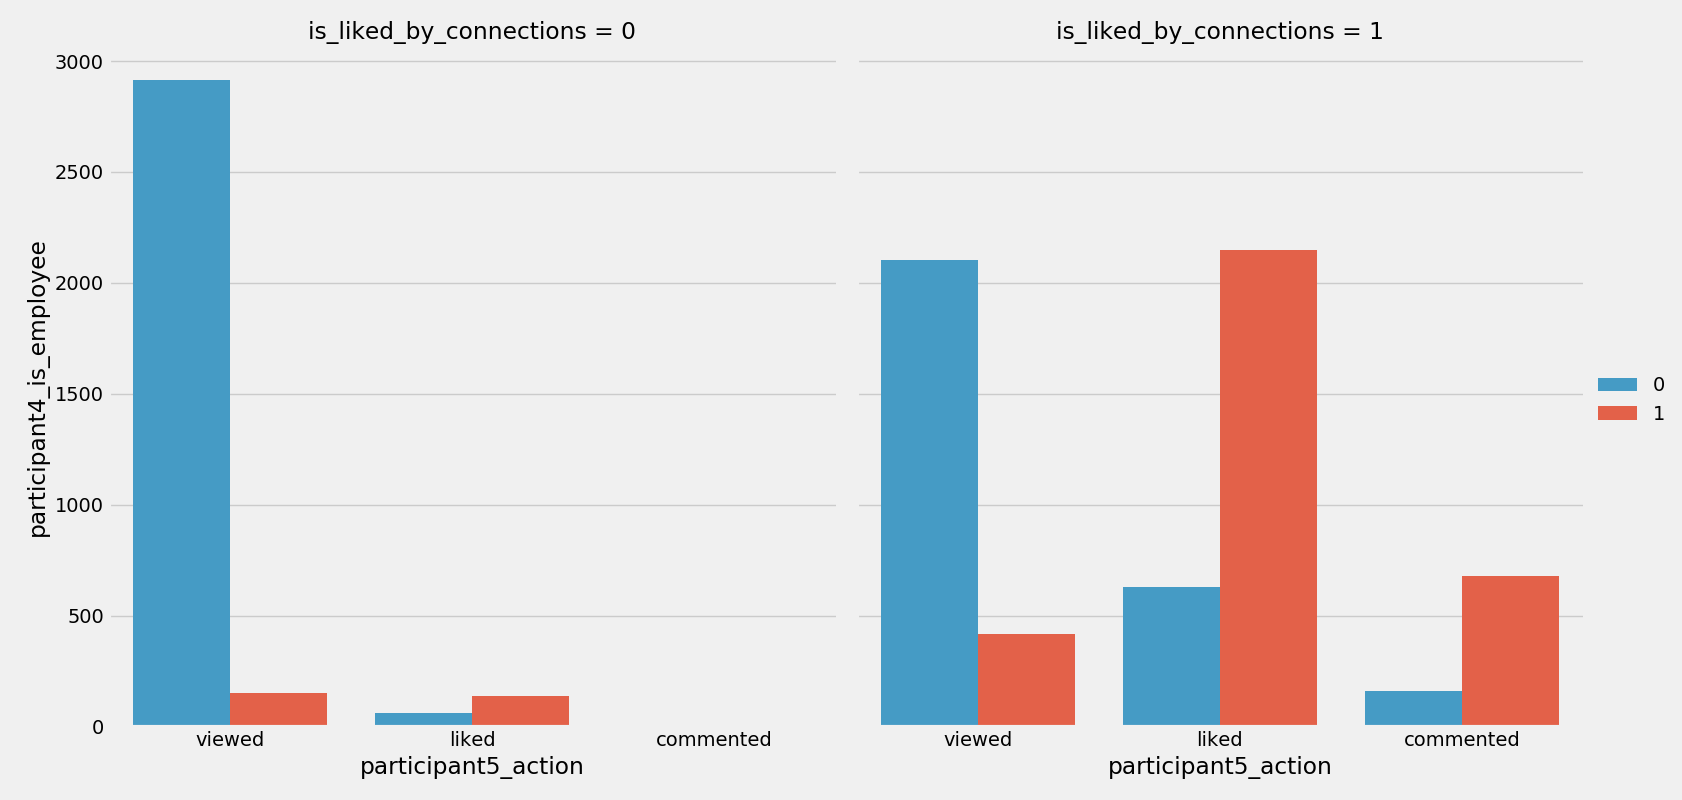 is_liked_by_connections = 0
is_liked_by_connections = 1
3000
2500
2000
1500
1000
500
0
participant4_is_employee
viewed liked commented
viewed liked commented
participant5_action
participant5_action
0
1